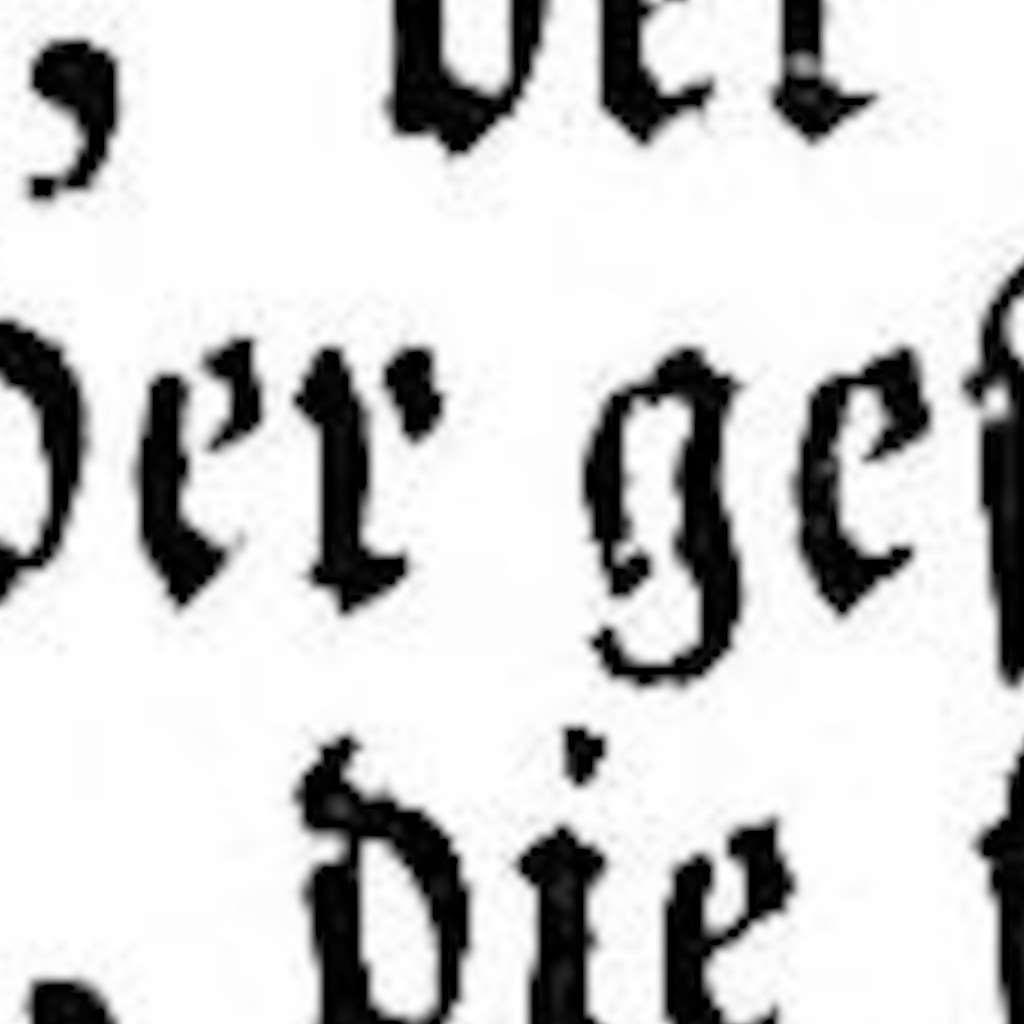 , der
der ge
die